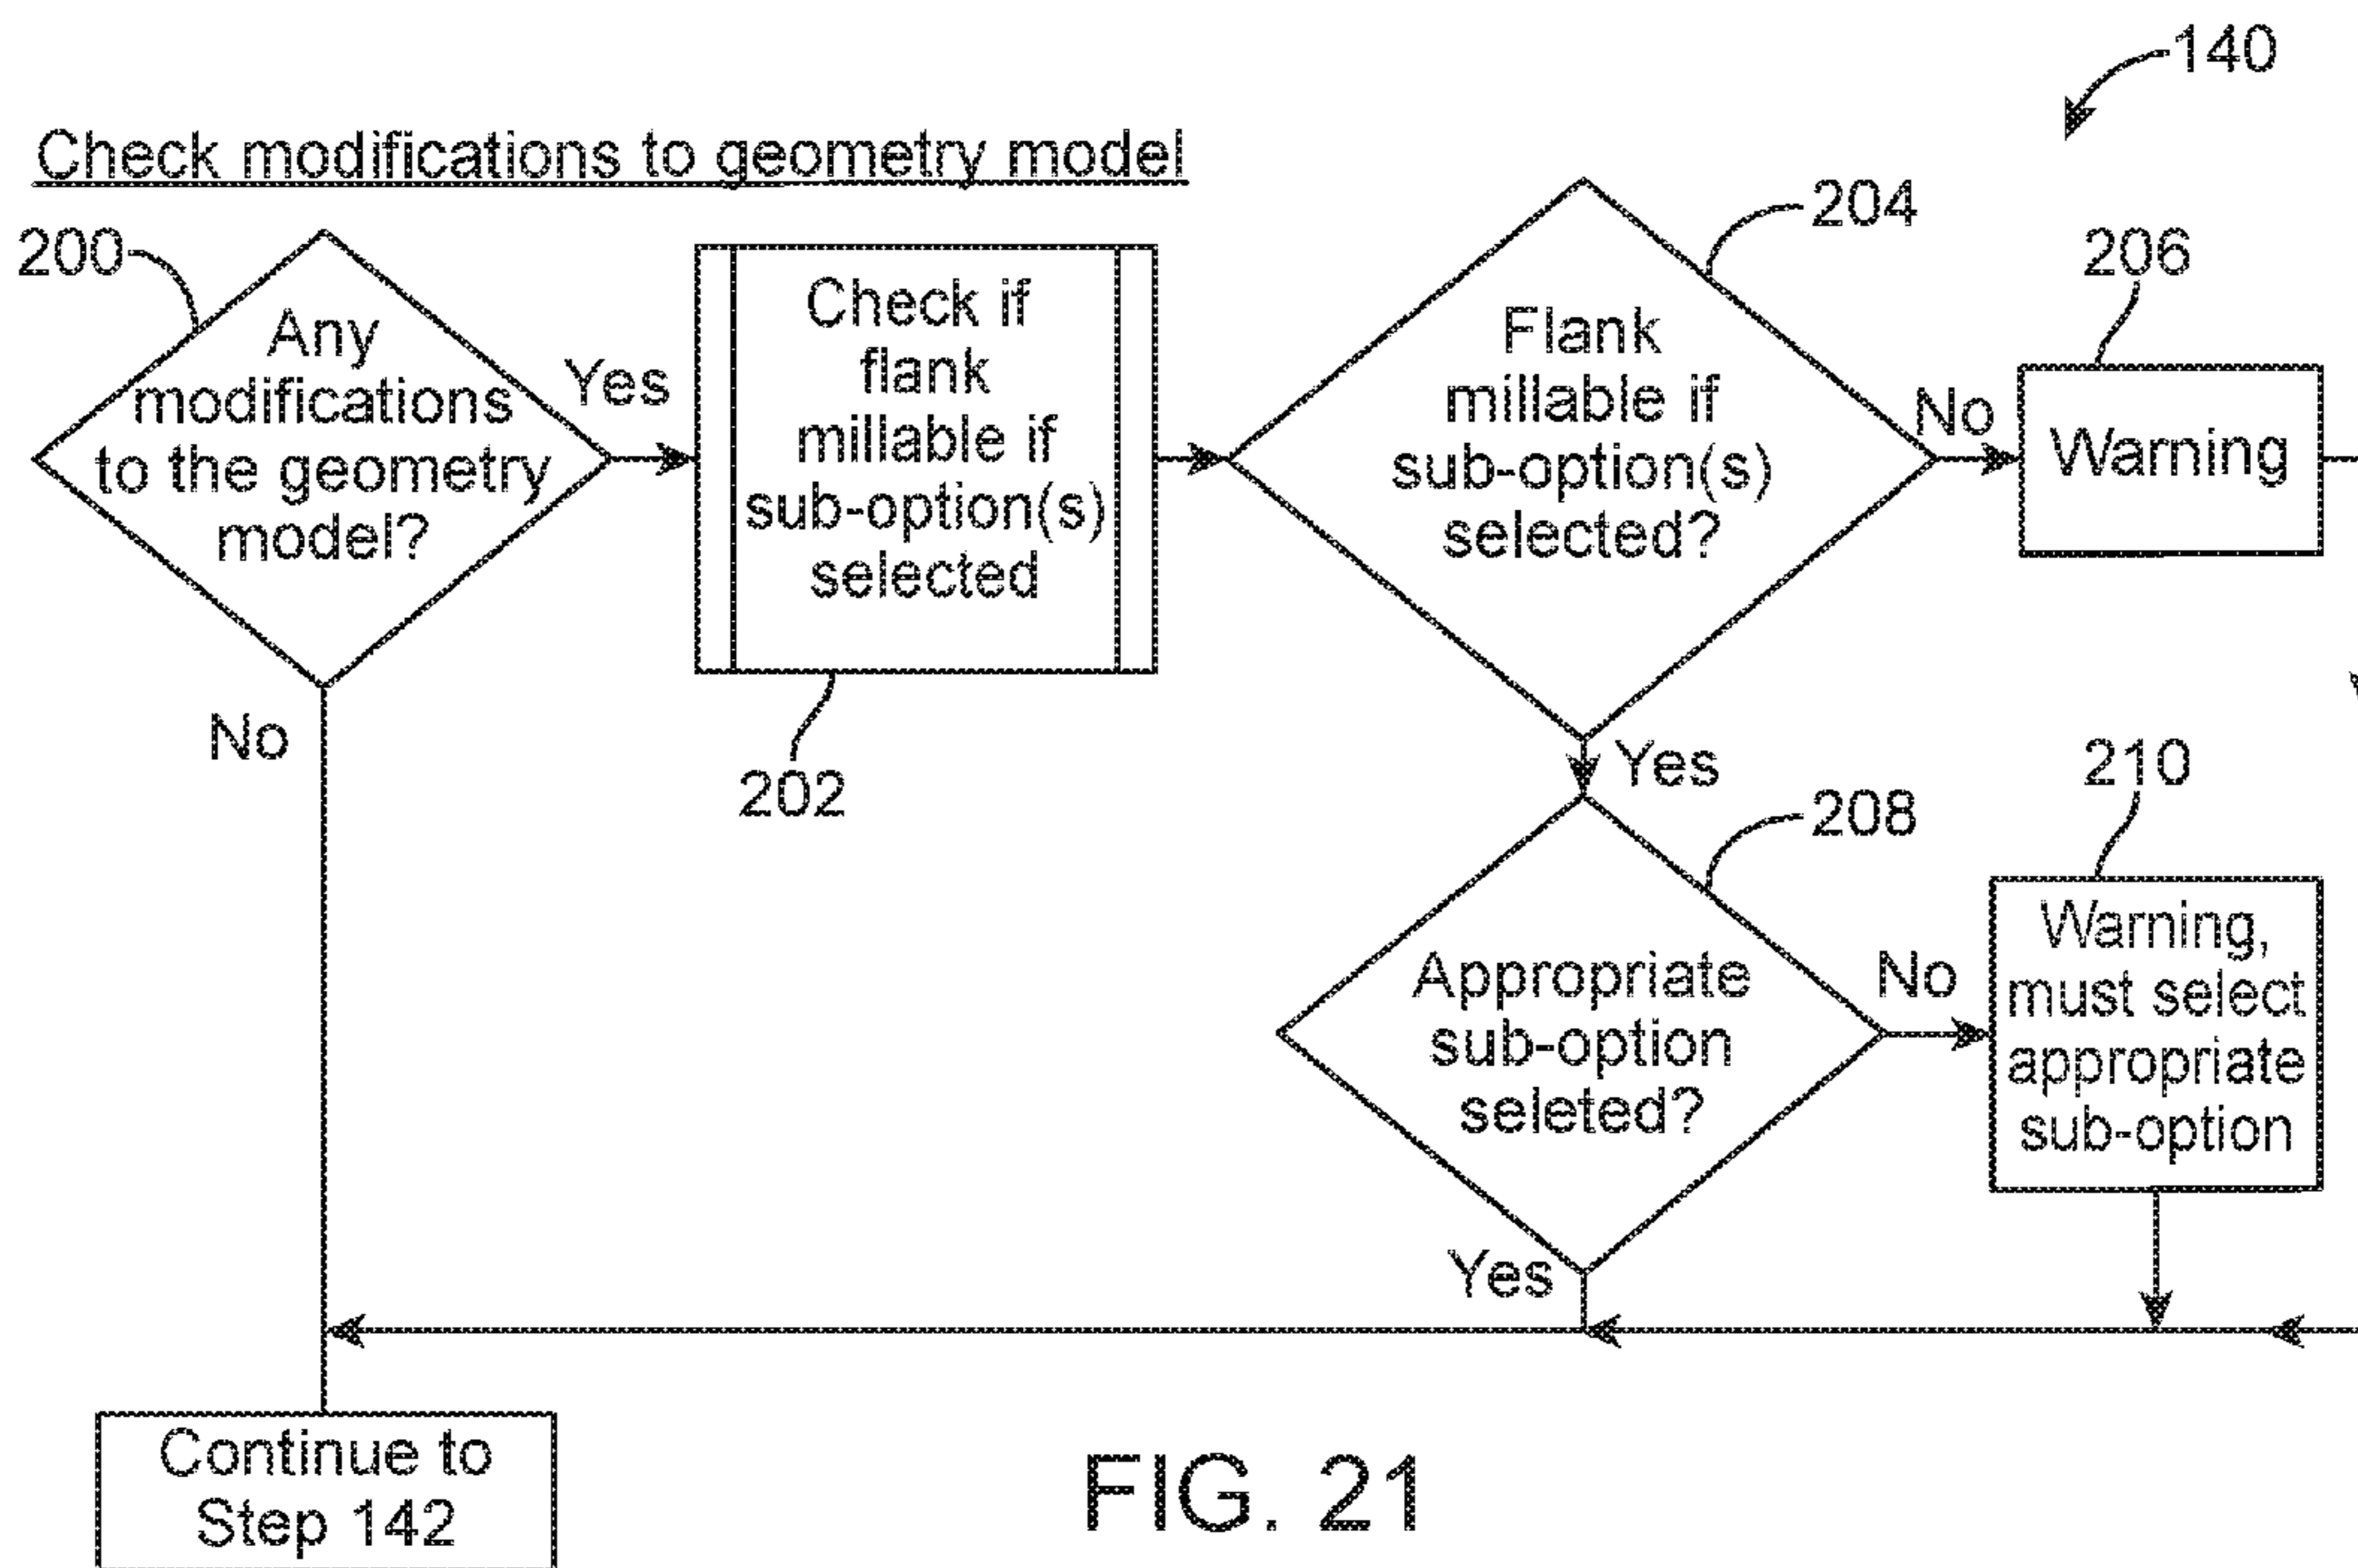 140
Check modifications to geometry model
200
Any
modifications
to the geometry
model?
Yes
No
Check if
flank
millable if
sub-option(s)
selected
202
204
Flank
millable if
sub-option(s)
selected?
No
Yes
206
Warning
208
Appropriate
sub-option
seleted?
No
Yes
210
Warning,
must select
appropriate
sub-option
Continue to
Step 142
FIG. 21